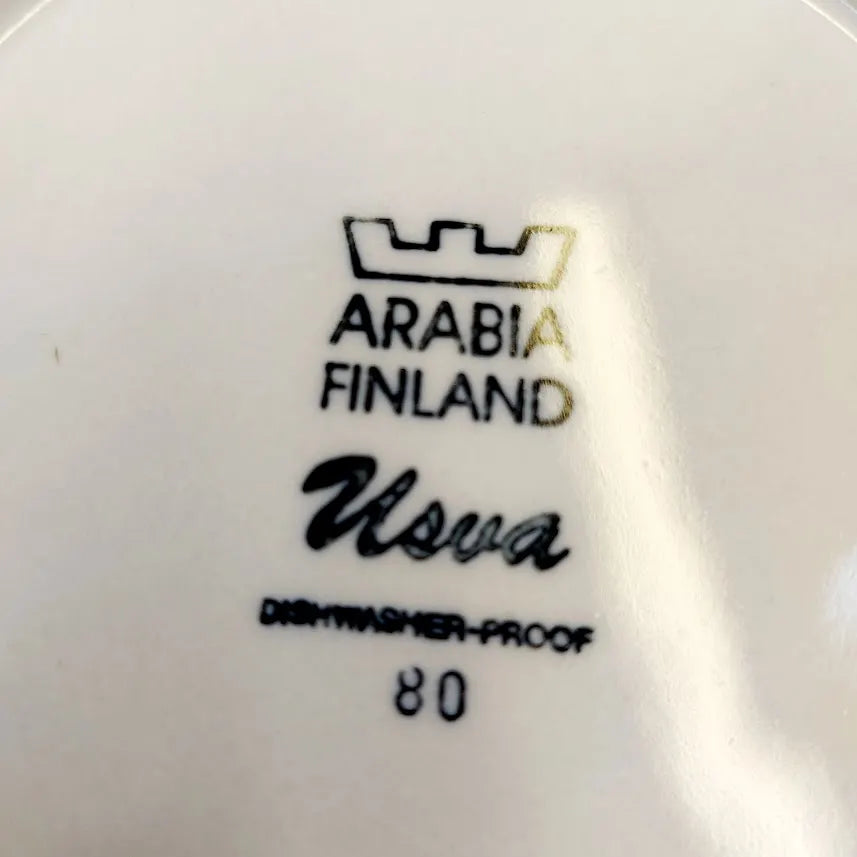 ARABIA
FINLAND
Usva
DISHWASHER-PROOF
80